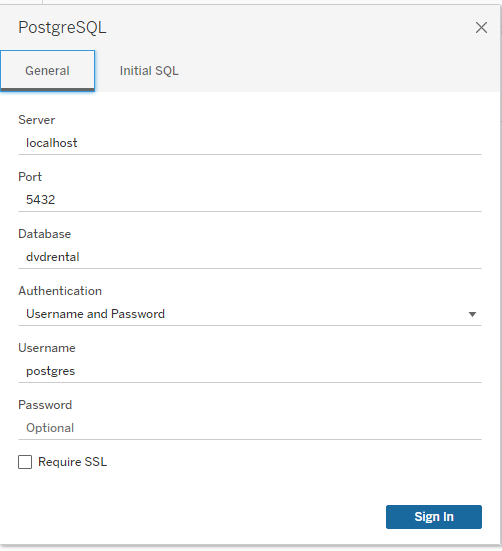 PostgreSQL
General
Initial SQL
Server
localhost
Port
5432
Database
dvdrental
Authentication
Username and Password
Username
postgres
Password
Optional
Require SSL
Sign In